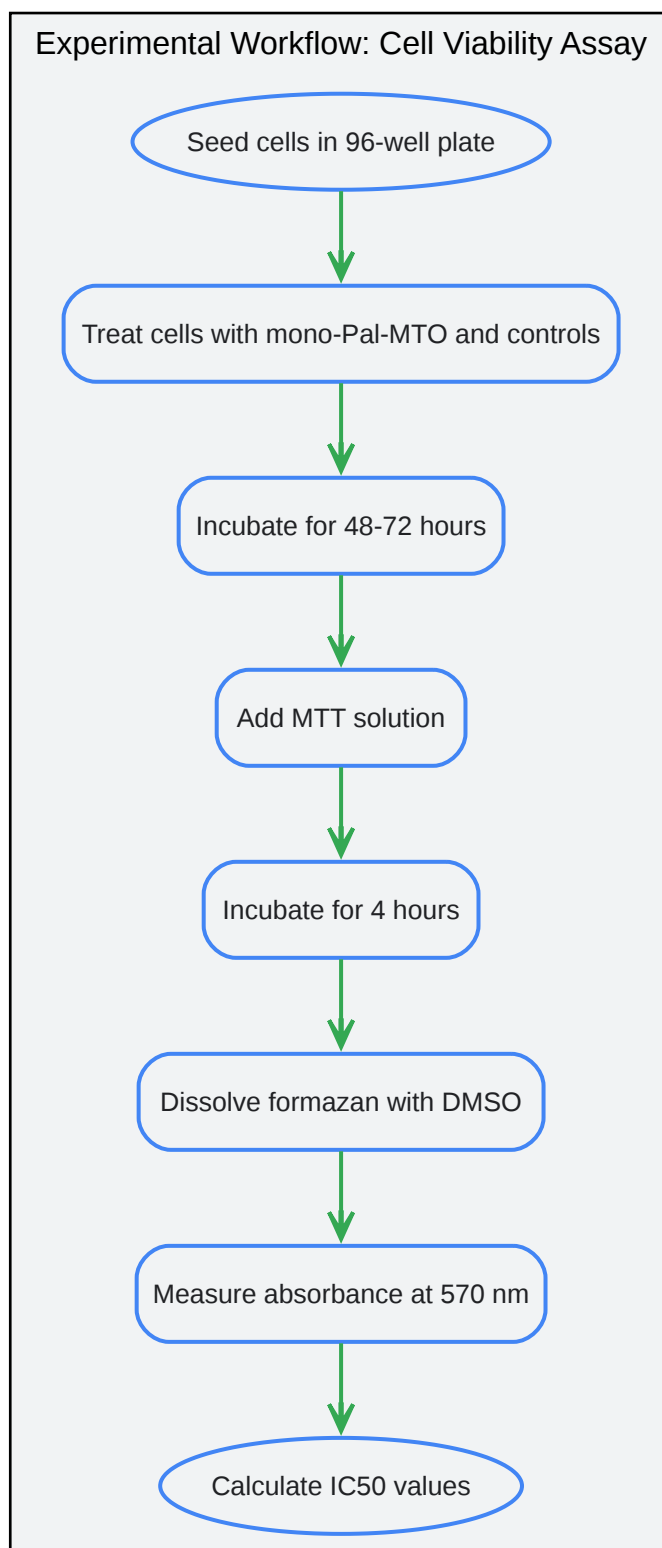 Experimental Workflow: Cell Viability Assay
Seed cells in 96-well plate
Treat cells with mono-Pal-MTO and controls
Incubate for 48-72 hours
Add MTT solution
Incubate for 4 hours
Dissolve formazan with DMSO
Measure absorbance at 570 nm
Calculate IC50 values